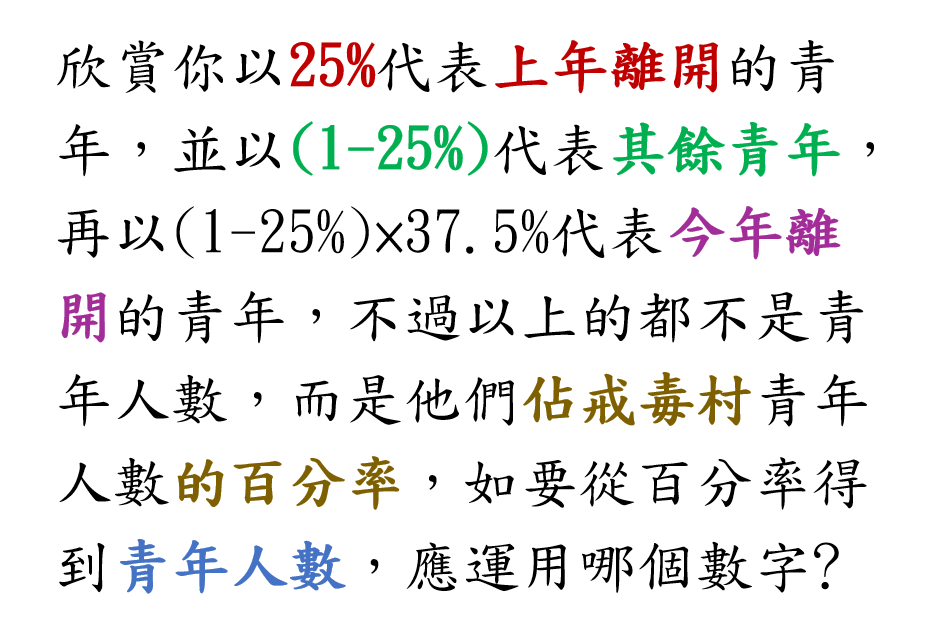 欣賞你以25%代表上年離開的青
年，並以(1-25%)代表其餘青年，
再以(1-25%)×37.5%代表今年離
開的青年，不過以上的都不是青
年人數，而是他們佔戒毒村青年
人數的百分率，如要從百分率得
到青年人數，應運用哪個數字?